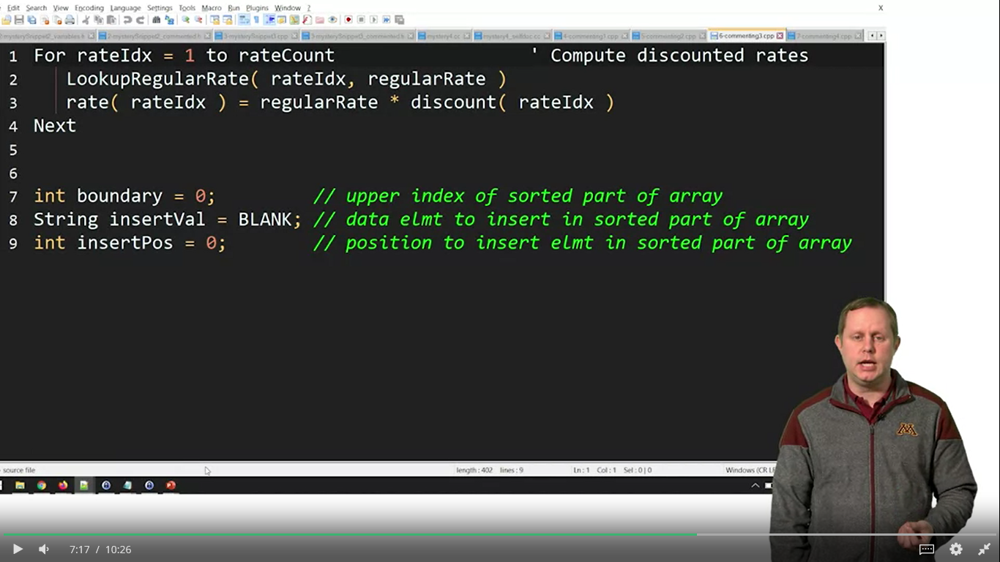 Edit Search View Encoding Language Settings Tools Macro Run Plugins Window ? X
2-mysterySnippet2_commented.h 3-mysterySnippet3.cpp 3-mysterySnippet3_commented.h mystery4.cc mystery4_selfdoc.cc 4-commenting1.cpp 5-commenting2.cpp 6-commenting3.cpp 7-commenting4.cpp
1 For rateIdx = 1 to rateCount ' Compute discounted rates
2 LookupRegularRate( rateIdx, regularRate )
3 rate( rateIdx ) = regularRate * discount( rateIdx )
4 Next
5
6
7 int boundary = 0; // upper index of sorted part of array
8 String insertVal = BLANK; // data elmt to insert in sorted part of array
9 int insertPos = 0; // position to insert elmt in sorted part of array
source file length : 402 lines : 9 Ln : 1 Col : 1 Sel : 0 | 0 Windows (CR LF
M
7:17 / 10:26